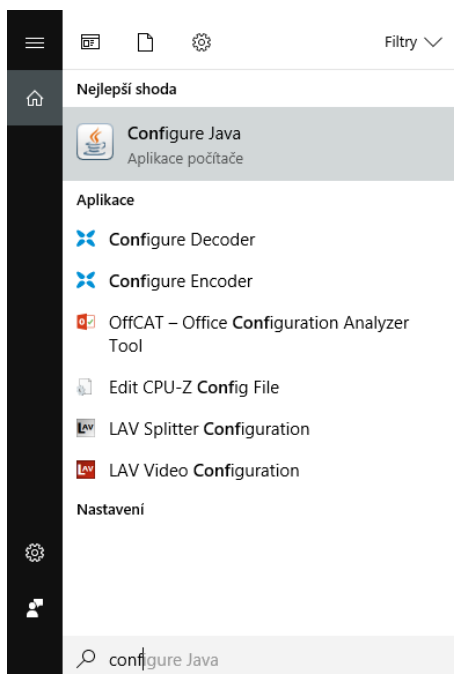 Filtry
Nejlepší shoda
Configure Java
Aplikace počítače
Aplikace
Configure Decoder
Configure Encoder
OffCAT – Office Configuration Analyzer
Tool
Edit CPU-Z Config File
LAV Splitter Configuration
LAV Video Configuration
Nastavení
configure Java